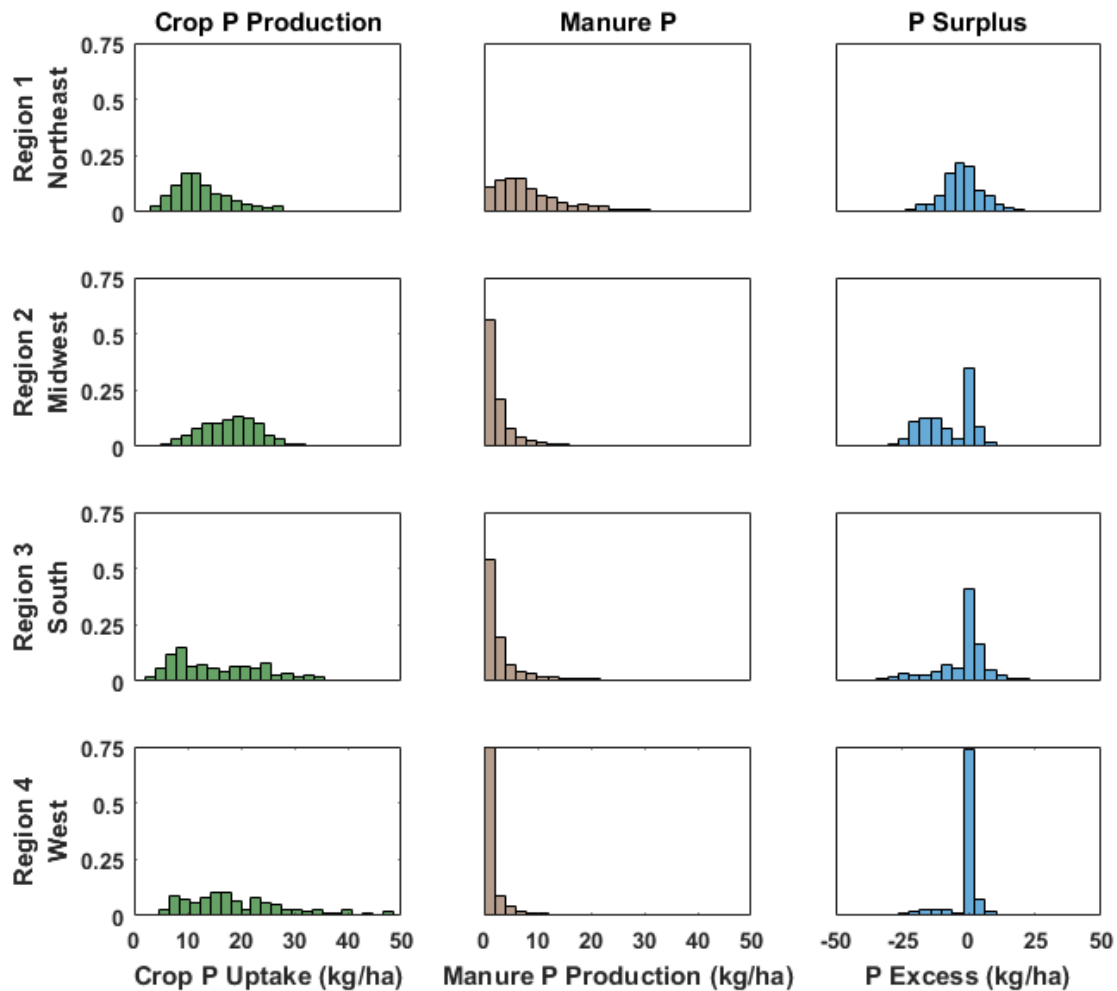 Crop P Production Manure P P Surplus
Region 1
Northeast
0.75
0.5
0.25
0
Region 2
Midwest
0.75
0.5
0.25
0
Region 3
South
0.75
0.5
0.25
0
Region 4
West
0.75
0.5
0.25
0
0 10 20 30 40 50 0 10 20 30 40 50 -50 -25 0 25 50
Crop P Uptake (kg/ha) Manure P Production (kg/ha) P Excess (kg/ha)